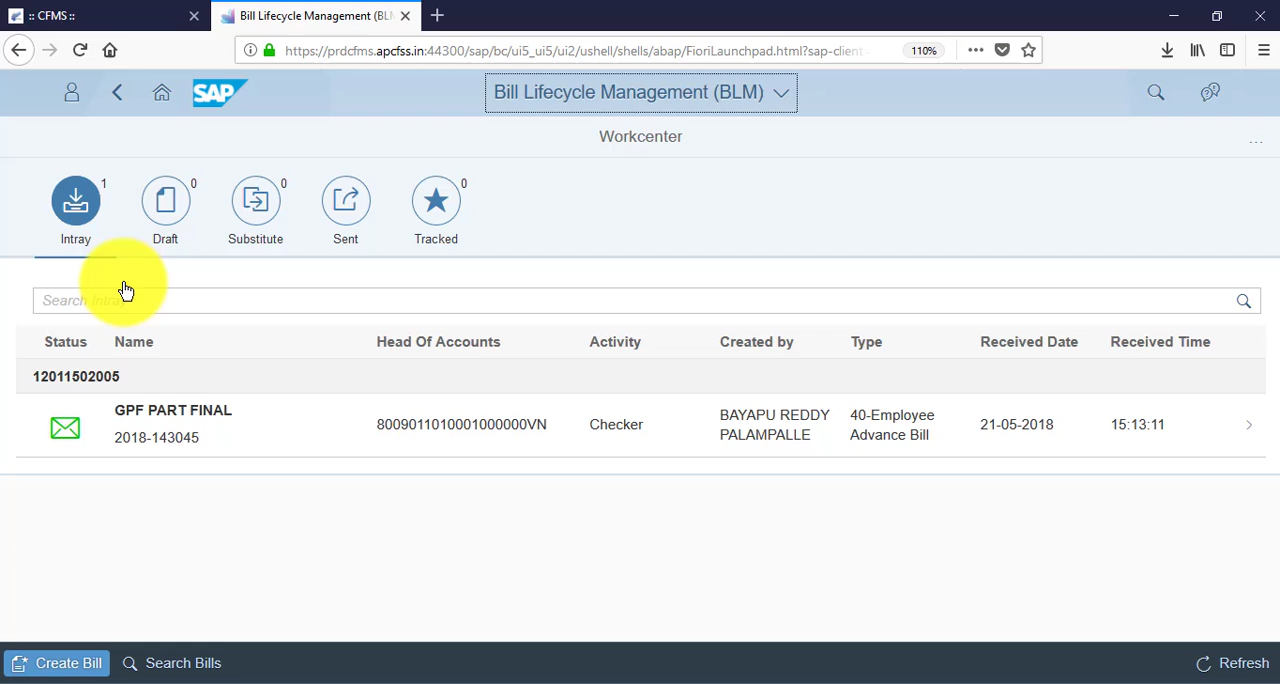 :: CFMS ::
Bill Lifecycle Management (BL
https://prdcfms.apcfss.in:44300/sap/bc/ui5_ui5/ui2/ushell/shells/abap/FioriLaunchpad.html?sap-client
110%
SAP
Bill Lifecycle Management (BLM)
Workcenter
1 0 0 0
Intray Draft Substitute Sent Tracked
Search Intray
Status Name Head Of Accounts Activity Created by Type Received Date Received Time
12011502005
GPF PART FINAL
2018-143045
8009011010001000000VN
Checker
BAYAPU REDDY
PALAMPALLE
40-Employee
Advance Bill
21-05-2018
15:13:11
Create Bill Search Bills Refresh